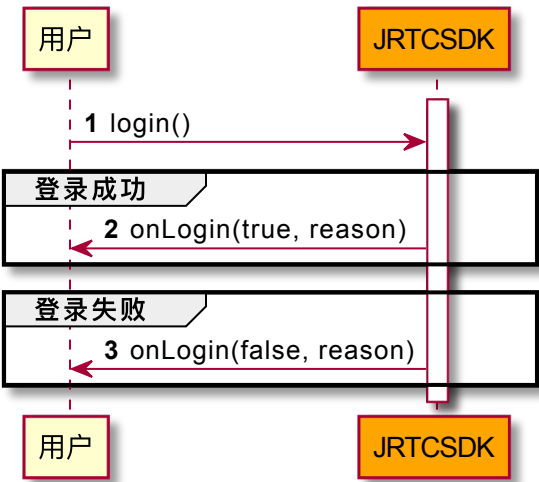 用户 JRTCSDK
1 login()
登录成功
2 onLogin(true, reason)
登录失败
3 onLogin(false, reason)
用户 JRTCSDK